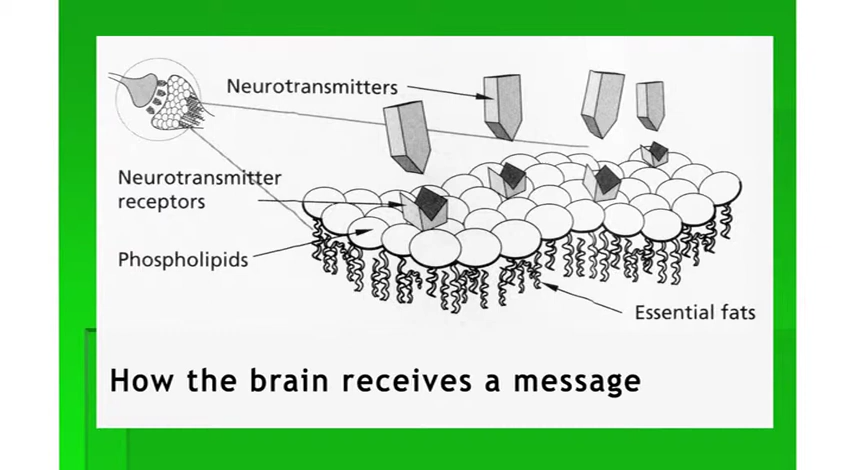 Neurotransmitters
Neurotransmitter
receptors
Phospholipids
Essential fats
How the brain receives a message